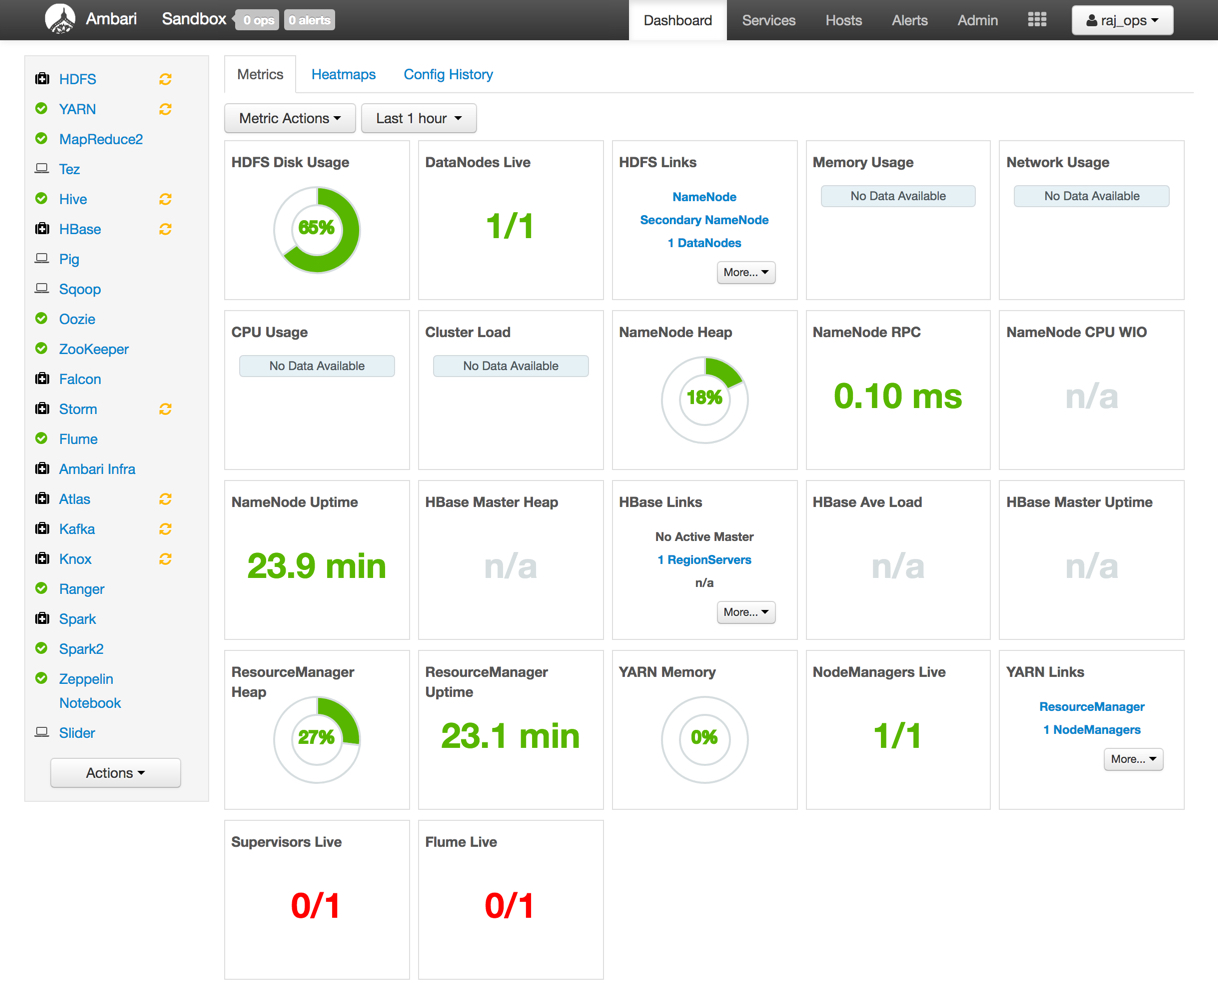 Ambari Sandbox 0 ops 0 alerts Dashboard Services Hosts Alerts Admin raj_ops
HDFS
YARN
MapReduce2
Tez
Hive
HBase
Pig
Sqoop
Oozie
ZooKeeper
Falcon
Storm
Flume
Ambari Infra
Atlas
Kafka
Knox
Ranger
Spark
Spark2
Zeppelin
Notebook
Slider
Actions
Metrics Heatmaps Config History
Metric Actions Last 1 hour
HDFS Disk Usage
65%
DataNodes Live
1/1
HDFS Links
NameNode
Secondary NameNode
1 DataNodes
More...
Memory Usage
No Data Available
Network Usage
No Data Available
CPU Usage
No Data Available
Cluster Load
No Data Available
NameNode Heap
18%
NameNode RPC
0.10 ms
NameNode CPU WIO
n/a
NameNode Uptime
23.9 min
HBase Master Heap
n/a
HBase Links
No Active Master
1 RegionServers
n/a
More...
HBase Ave Load
n/a
HBase Master Uptime
n/a
ResourceManager
Heap
27%
ResourceManager
Uptime
23.1 min
YARN Memory
0%
NodeManagers Live
1/1
YARN Links
ResourceManager
1 NodeManagers
More...
Supervisors Live
0/1
Flume Live
0/1